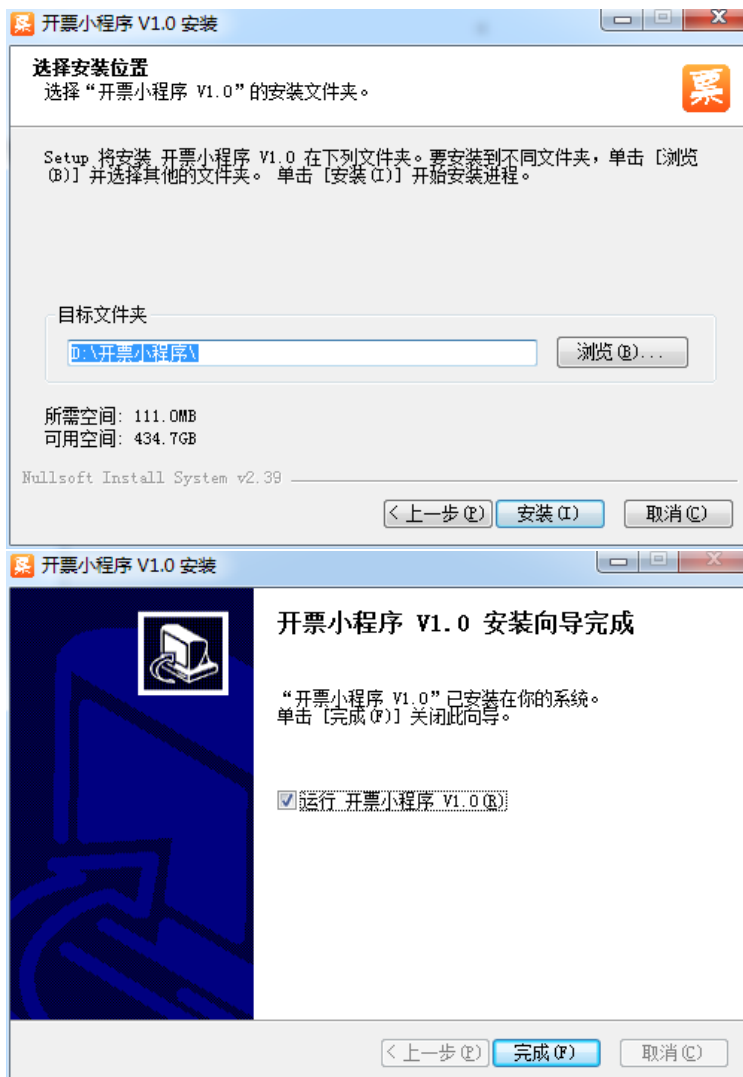 开票小程序 V1.0 安装
选择安装位置
选择“开票小程序 V1.0”的安装文件夹。
票
Setup 将安装 开票小程序 V1.0 在下列文件夹。要安装到不同文件夹，单击 [浏览
(B)] 并选择其他的文件夹。 单击 [安装(I)] 开始安装进程。
目标文件夹
D:\开票小程序\
浏览(B)...
所需空间: 111.0MB
可用空间: 434.7GB
Nullsoft Install System v2.39
< 上一步(P)
安装(I)
取消(C)
开票小程序 V1.0 安装
开票小程序 V1.0 安装向导完成
“开票小程序 V1.0”已安装在你的系统。
单击 [完成(F)] 关闭此向导。
运行 开票小程序 V1.0(R)
< 上一步(P)
完成(F)
取消(C)